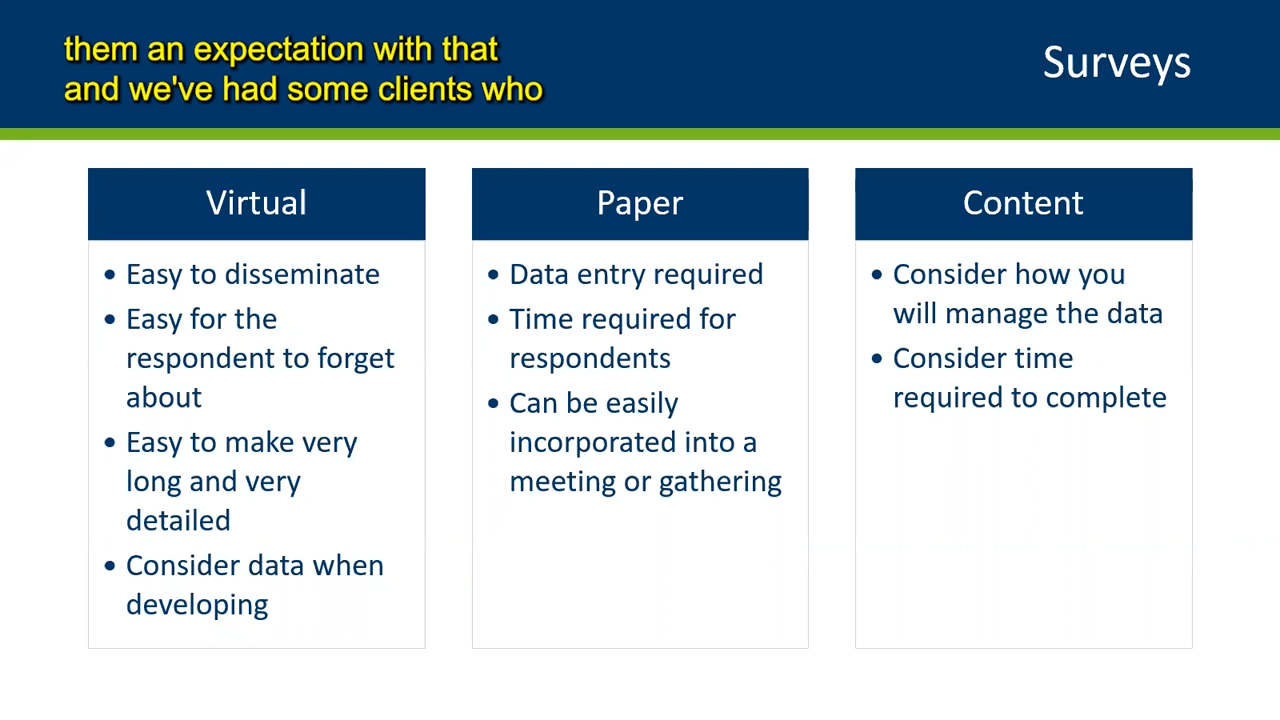 them an expectation with that
and we've had some clients who
Surveys
Virtual
• Easy to disseminate
• Easy for the
respondent to forget
about
• Easy to make very
long and very
detailed
• Consider data when
developing
Paper
• Data entry required
• Time required for
respondents
• Can be easily
incorporated into a
meeting or gathering
Content
• Consider how you
will manage the data
• Consider time
required to complete